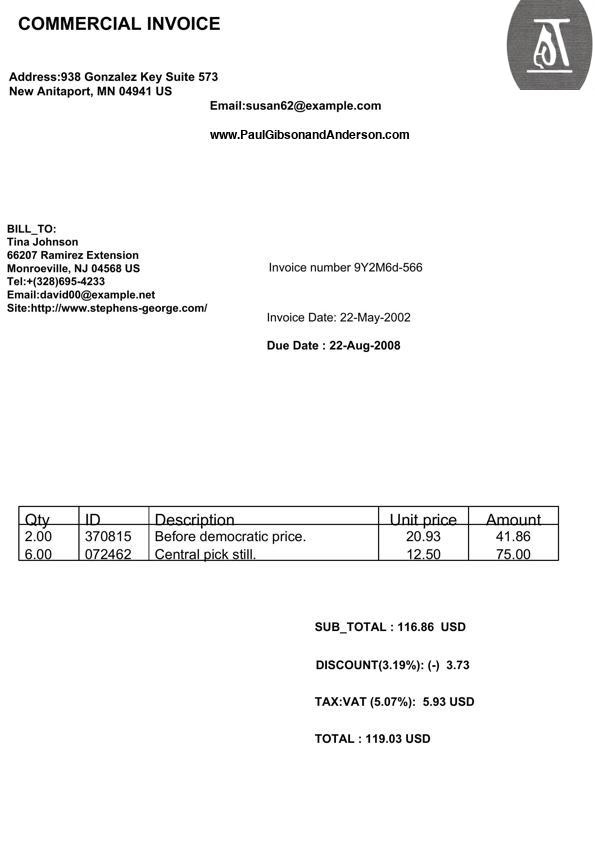 COMMERCIAL INVOICE
Address:938 Gonzalez Key Suite 573
New Anitaport, MN 04941 US
Email:susan62@example.com
www.PaulGibsonandAnderson.com
BILL_TO:
Tina Johnson
66207 Ramirez Extension
Monroeville, NJ 04568 US
Tel:+(328)695-4233
Email:david00@example.net
Site:http://www.stephens-george.com/
Invoice number 9Y2M6d-566
Invoice Date: 22-May-2002
Due Date : 22-Aug-2008
Qty ID Description Unit price Amount
2.00 370815 Before democratic price. 20.93 41.86
6.00 072462 Central pick still. 12.50 75.00
SUB_TOTAL : 116.86 USD
DISCOUNT(3.19%): (-) 3.73
TAX:VAT (5.07%): 5.93 USD
TOTAL : 119.03 USD